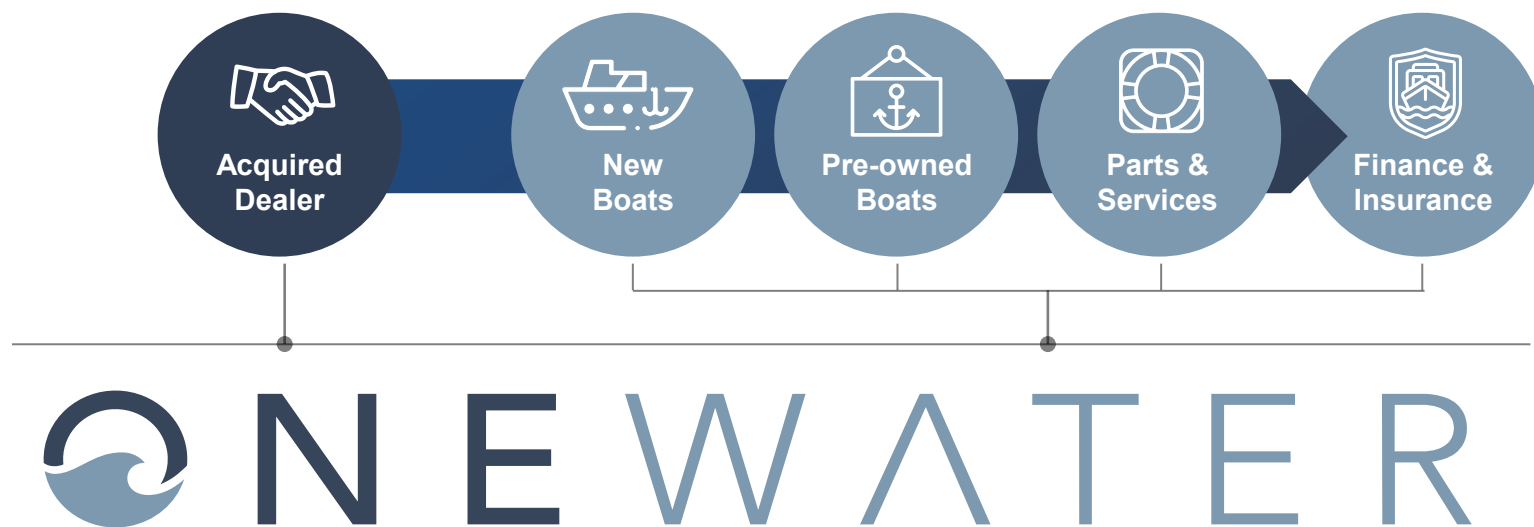 Acquired
Dealer
New
Boats
Pre-owned
Boats
Parts &
Services
Finance &
Insurance
ONEWATER